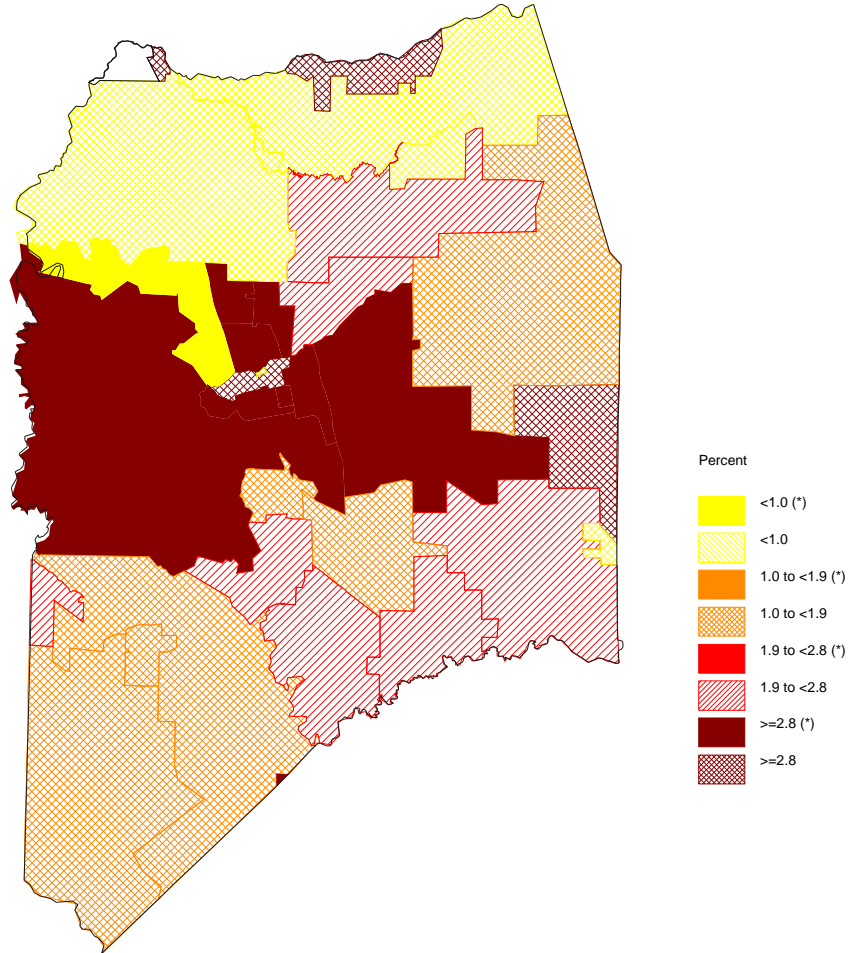 Percent
<1.0 (*)
<1.0
1.0 to <1.9 (*)
1.0 to <1.9
1.9 to <2.8 (*)
1.9 to <2.8
>=2.8 (*)
>=2.8